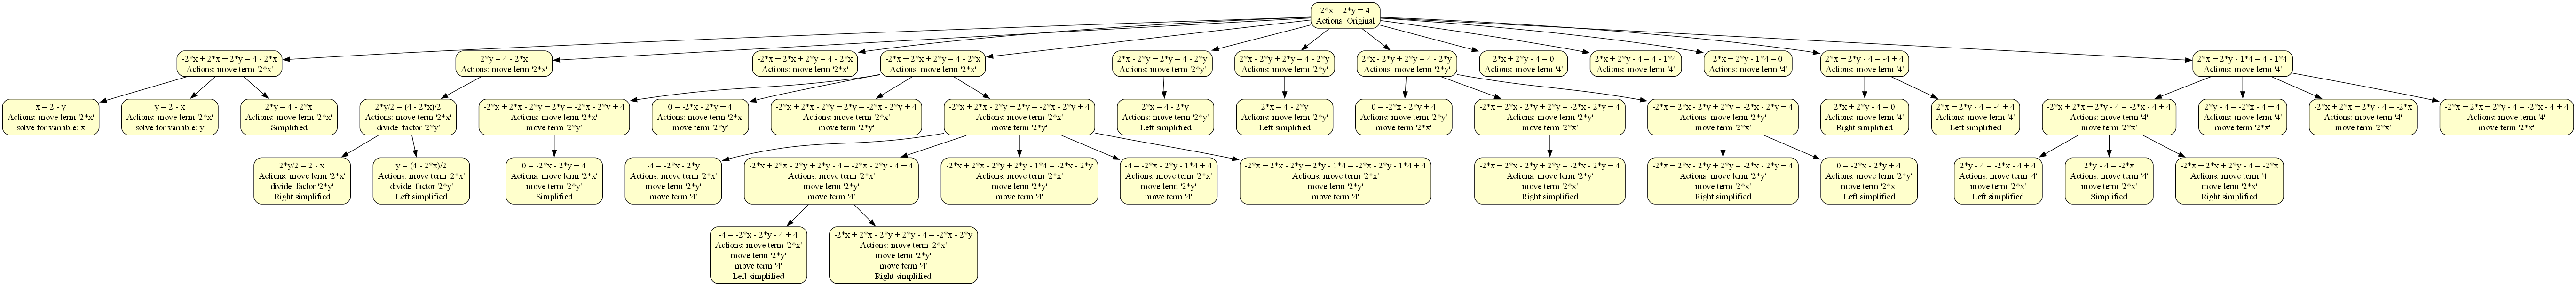 2*x + 2*y = 4
Actions: Original
-2*x + 2*x + 2*y = 4 - 2*x
Actions: move term '2*x'
2*y = 4 - 2*x
Actions: move term '2*x'
-2*x + 2*x + 2*y = 4 - 2*x
Actions: move term '2*x'
-2*x + 2*x + 2*y = 4 - 2*x
Actions: move term '2*x'
2*x - 2*y + 2*y = 4 - 2*y
Actions: move term '2*y'
2*x - 2*y + 2*y = 4 - 2*y
Actions: move term '2*y'
2*x - 2*y + 2*y = 4 - 2*y
Actions: move term '2*y'
2*x + 2*y - 4 = 0
Actions: move term '4'
2*x + 2*y - 4 = 4 - 1*4
Actions: move term '4'
2*x + 2*y - 1*4 = 0
Actions: move term '4'
2*x + 2*y - 4 = -4 + 4
Actions: move term '4'
2*x + 2*y - 1*4 = 4 - 1*4
Actions: move term '4'
x = 2 - y
Actions: move term '2*x'
solve for variable: x
y = 2 - x
Actions: move term '2*x'
solve for variable: y
2*y = 4 - 2*x
Actions: move term '2*x'
Simplified
2*y/2 = (4 - 2*x)/2
Actions: move term '2*x'
divide_factor '2*y'
-2*x + 2*x - 2*y + 2*y = -2*x - 2*y + 4
Actions: move term '2*x'
move term '2*y'
0 = -2*x - 2*y + 4
Actions: move term '2*x'
move term '2*y'
-2*x + 2*x - 2*y + 2*y = -2*x - 2*y + 4
Actions: move term '2*x'
move term '2*y'
-2*x + 2*x - 2*y + 2*y = -2*x - 2*y + 4
Actions: move term '2*x'
move term '2*y'
2*x = 4 - 2*y
Actions: move term '2*y'
Left simplified
2*x = 4 - 2*y
Actions: move term '2*y'
Left simplified
0 = -2*x - 2*y + 4
Actions: move term '2*y'
move term '2*x'
-2*x + 2*x - 2*y + 2*y = -2*x - 2*y + 4
Actions: move term '2*y'
move term '2*x'
-2*x + 2*x - 2*y + 2*y = -2*x - 2*y + 4
Actions: move term '2*y'
move term '2*x'
2*x + 2*y - 4 = 0
Actions: move term '4'
Right simplified
2*x + 2*y - 4 = -4 + 4
Actions: move term '4'
Left simplified
-2*x + 2*x + 2*y - 4 = -2*x - 4 + 4
Actions: move term '4'
move term '2*x'
2*y - 4 = -2*x - 4 + 4
Actions: move term '4'
move term '2*x'
-2*x + 2*x + 2*y - 4 = -2*x
Actions: move term '4'
move term '2*x'
-2*x + 2*x + 2*y - 4 = -2*x - 4 + 4
Actions: move term '4'
move term '2*x'
2*y/2 = 2 - x
Actions: move term '2*x'
divide_factor '2*y'
Right simplified
y = (4 - 2*x)/2
Actions: move term '2*x'
divide_factor '2*y'
Left simplified
0 = -2*x - 2*y + 4
Actions: move term '2*x'
move term '2*y'
Simplified
-4 = -2*x - 2*y
Actions: move term '2*x'
move term '2*y'
move term '4'
-2*x + 2*x - 2*y + 2*y - 4 = -2*x - 2*y - 4 + 4
Actions: move term '2*x'
move term '2*y'
move term '4'
-2*x + 2*x - 2*y + 2*y - 1*4 = -2*x - 2*y
Actions: move term '2*x'
move term '2*y'
move term '4'
-4 = -2*x - 2*y - 1*4 + 4
Actions: move term '2*x'
move term '2*y'
move term '4'
-2*x + 2*x - 2*y + 2*y - 1*4 = -2*x - 2*y - 1*4 + 4
Actions: move term '2*x'
move term '2*y'
move term '4'
-2*x + 2*x - 2*y + 2*y = -2*x - 2*y + 4
Actions: move term '2*y'
move term '2*x'
Right simplified
-2*x + 2*x - 2*y + 2*y = -2*x - 2*y + 4
Actions: move term '2*y'
move term '2*x'
Right simplified
0 = -2*x - 2*y + 4
Actions: move term '2*y'
move term '2*x'
Left simplified
2*y - 4 = -2*x - 4 + 4
Actions: move term '4'
move term '2*x'
Left simplified
2*y - 4 = -2*x
Actions: move term '4'
move term '2*x'
Simplified
-2*x + 2*x + 2*y - 4 = -2*x
Actions: move term '4'
move term '2*x'
Right simplified
-4 = -2*x - 2*y - 4 + 4
Actions: move term '2*x'
move term '2*y'
move term '4'
Left simplified
-2*x + 2*x - 2*y + 2*y - 4 = -2*x - 2*y
Actions: move term '2*x'
move term '2*y'
move term '4'
Right simplified